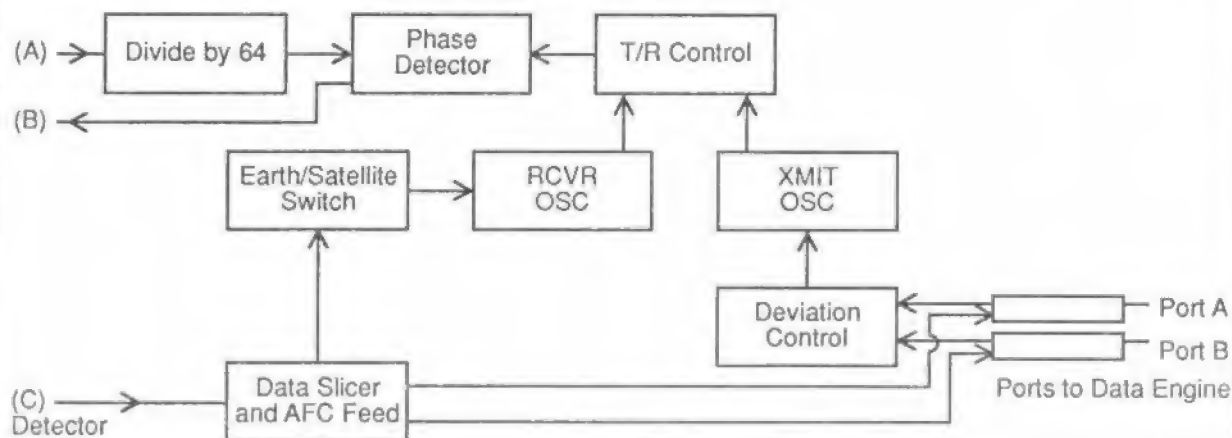 (A)
Divide by 64
Phase
Detector
T/R Control
(B)
Earth/Satellite
Switch
RCVR
OSC
XMIT
OSC
Deviation
Control
Port A
Port B
Ports to Data Engine
(C)
Detector
Data Slicer
and AFC Feed